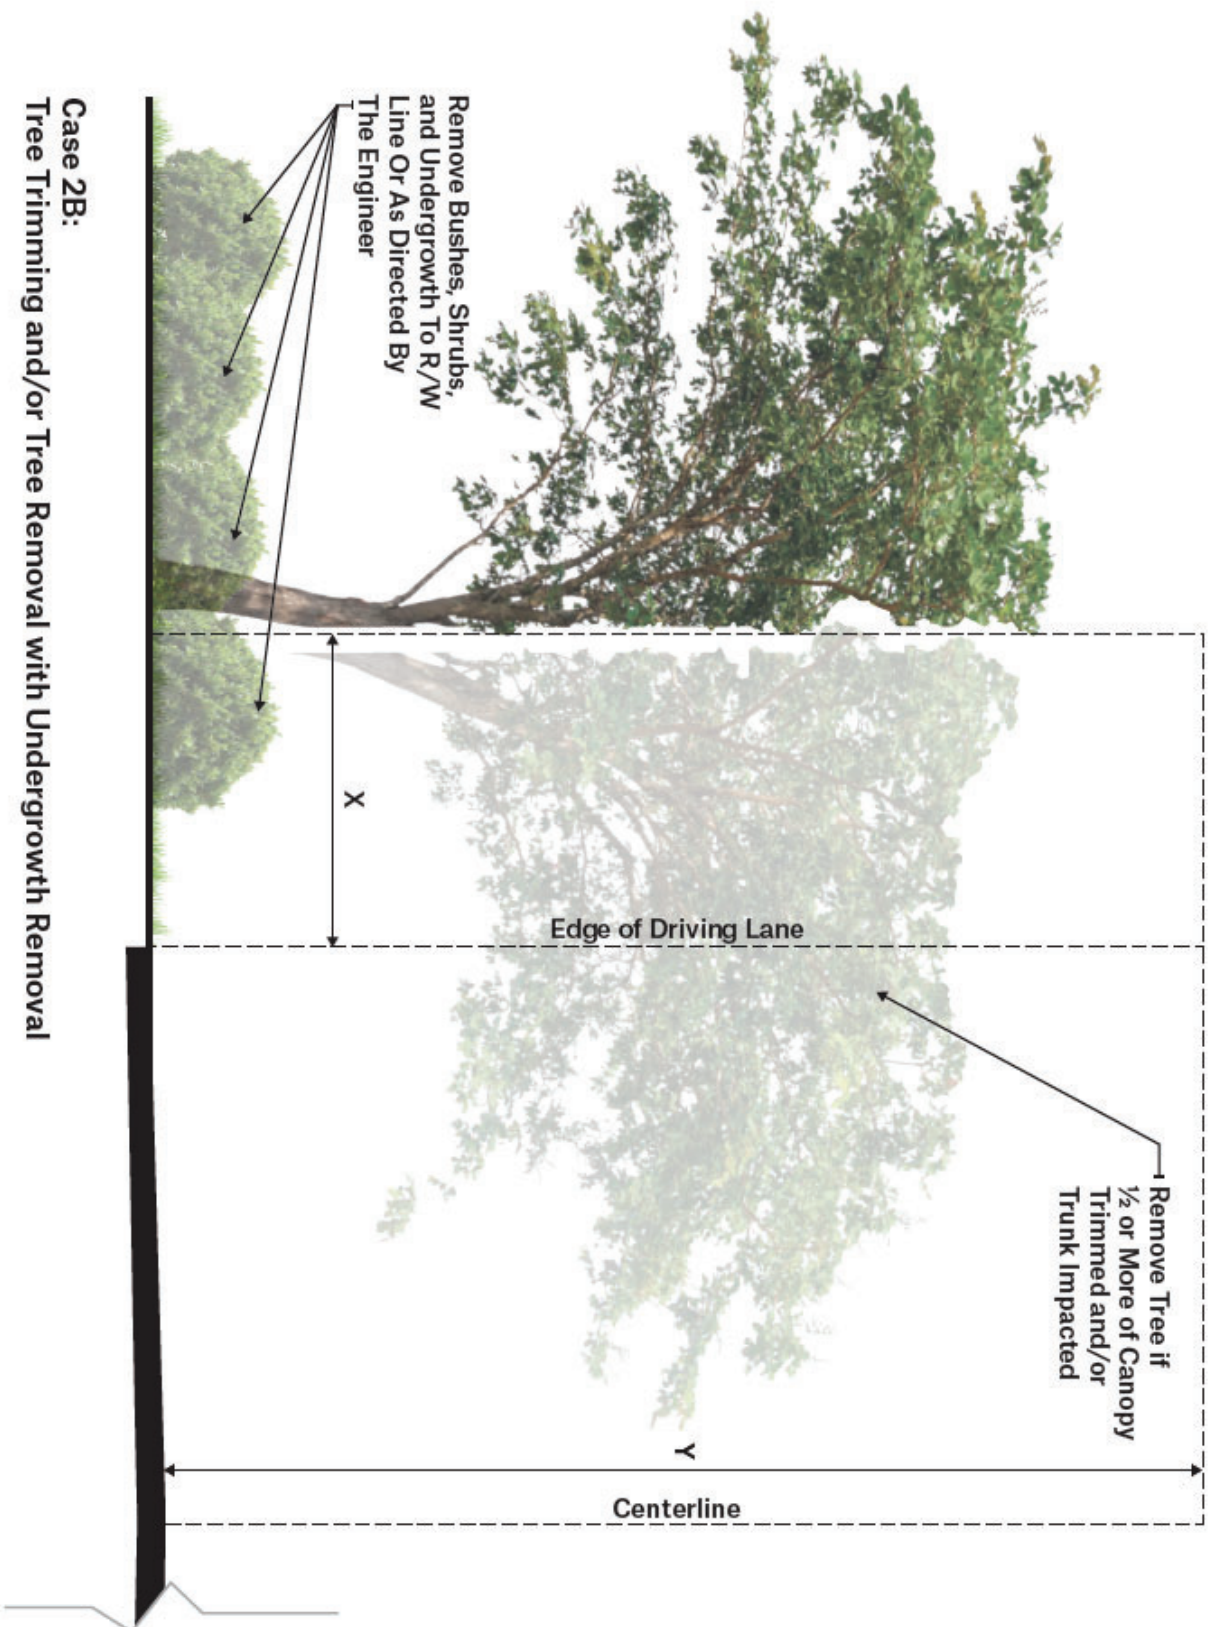 Remove Tree if
½ or More of Canopy
Trimmed and/or
Trunk Impacted
Remove Bushes, Shrubs,
and Undergrowth To R/W
Line Or As Directed By
The Engineer
Edge of Driving Lane
X
Y
Centerline
Case 2B:
Tree Trimming and/or Tree Removal with Undergrowth Removal